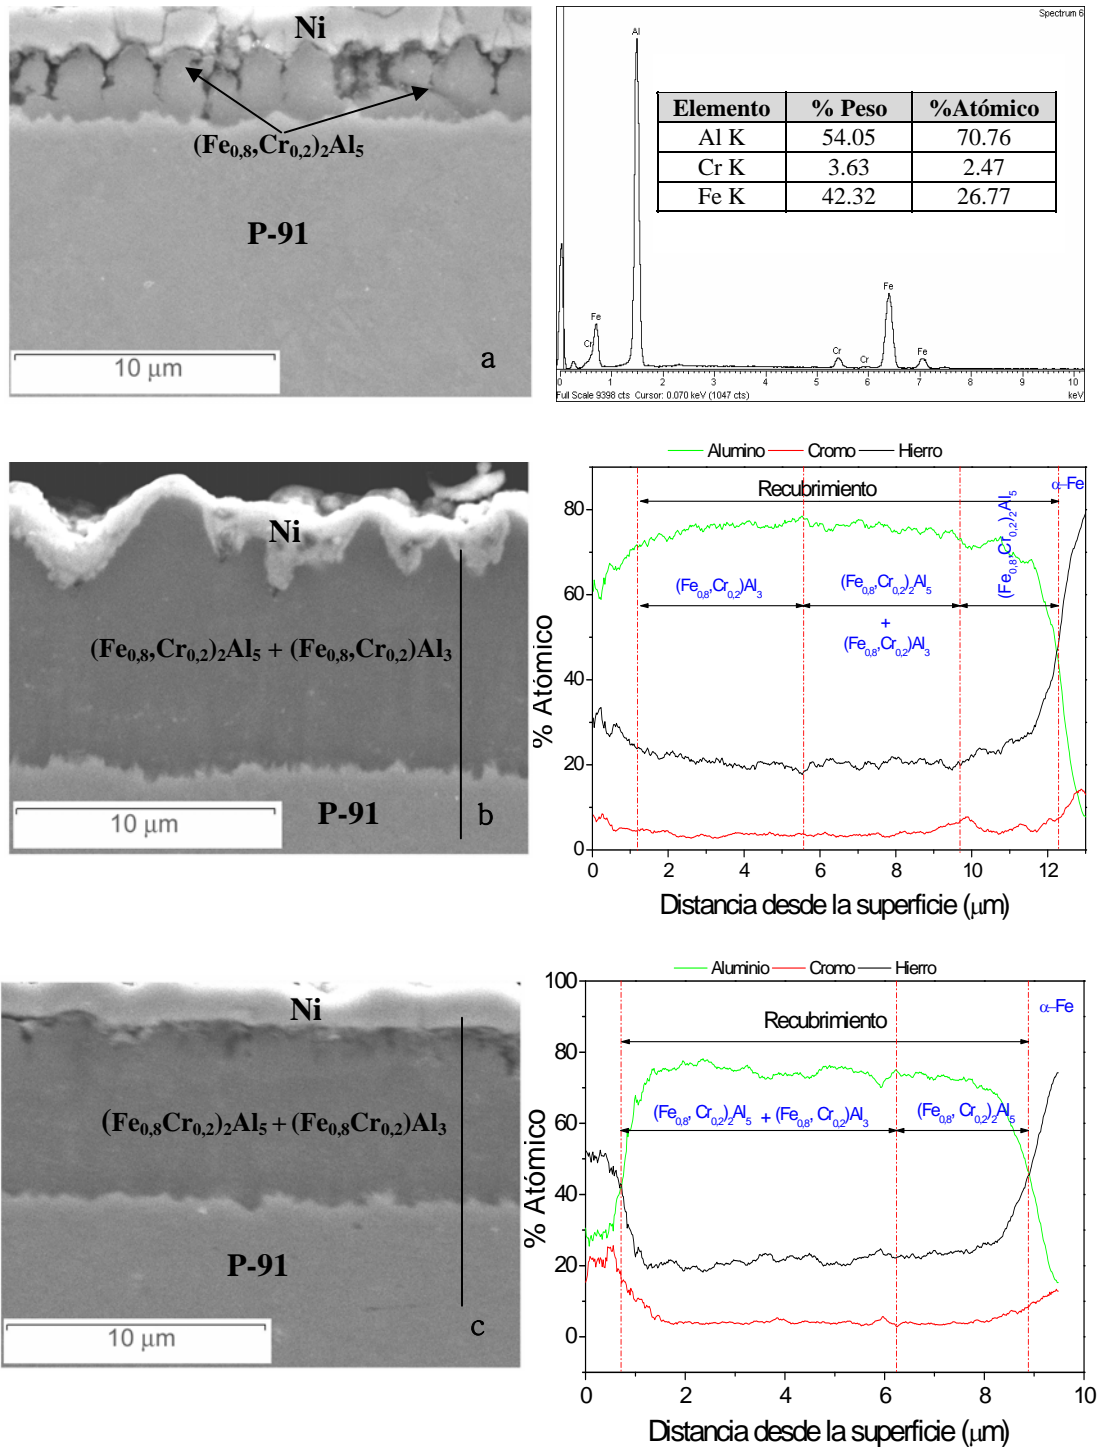 Ni
(Fe0,8,Cr0,2)2Al5
P-91
10 μm
a
Spectrum 6
Al
Elemento % Peso %Atómico
Al K 54.05 70.76
Cr K 3.63 2.47
Fe K 42.32 26.77
Fe
Cr
Fe
Cr
Cr
Fe
0 1 2 3 4 5 6 7 8 9 10
Full Scale 9398 cts Cursor: 0.070 keV (1047 cts) keV
Ni
(Fe0,8,Cr0,2)2Al5 + (Fe0,8,Cr0,2)Al3
10 μm
P-91
b
Alumino Cromo Hierro
Recubrimiento
α-Fe
(Fe0,8,Cr0,2)Al3
(Fe0,8,Cr0,2)2Al5
+
(Fe0,8,Cr0,2)Al3
(Fe0,8,Cr0,2)2Al5
% Atómico
80
60
40
20
0
0 2 4 6 8 10 12
Distancia desde la superficie (μm)
Ni
(Fe0,8Cr0,2)2Al5 + (Fe0,8Cr0,2)Al3
P-91
10 μm
c
Aluminio Cromo Hierro
Recubrimiento
α-Fe
(Fe0,8, Cr0,2)2Al5 + (Fe0,8, Cr0,2)Al3
(Fe0,8, Cr0,2)2Al5
% Atómico
100
80
60
40
20
0
0 2 4 6 8 10
Distancia desde la superficie (μm)